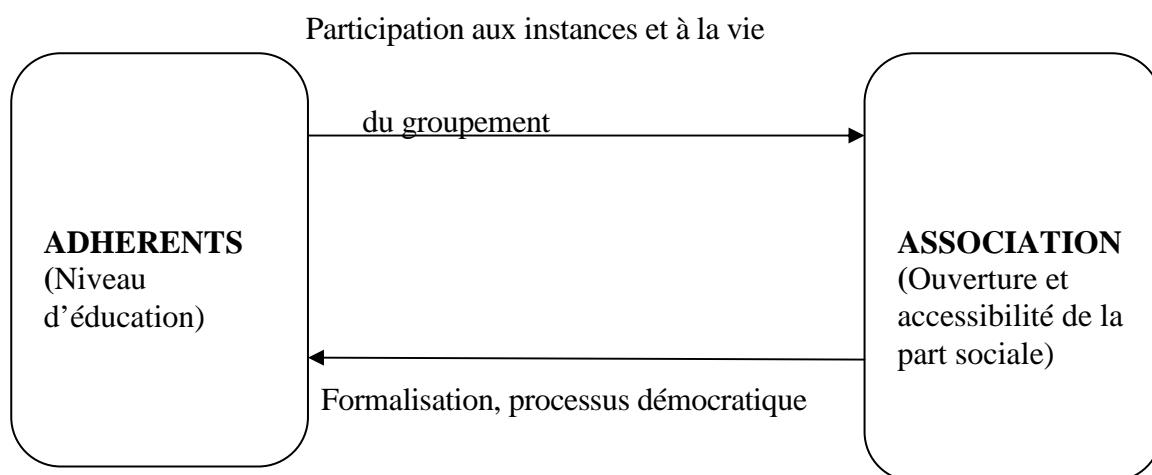 Participation aux instances et à la vie
du groupement
ADHERENTS
(Niveau
d’éducation)
ASSOCIATION
(Ouverture et
accessibilité de la
part sociale)
Formalisation, processus démocratique